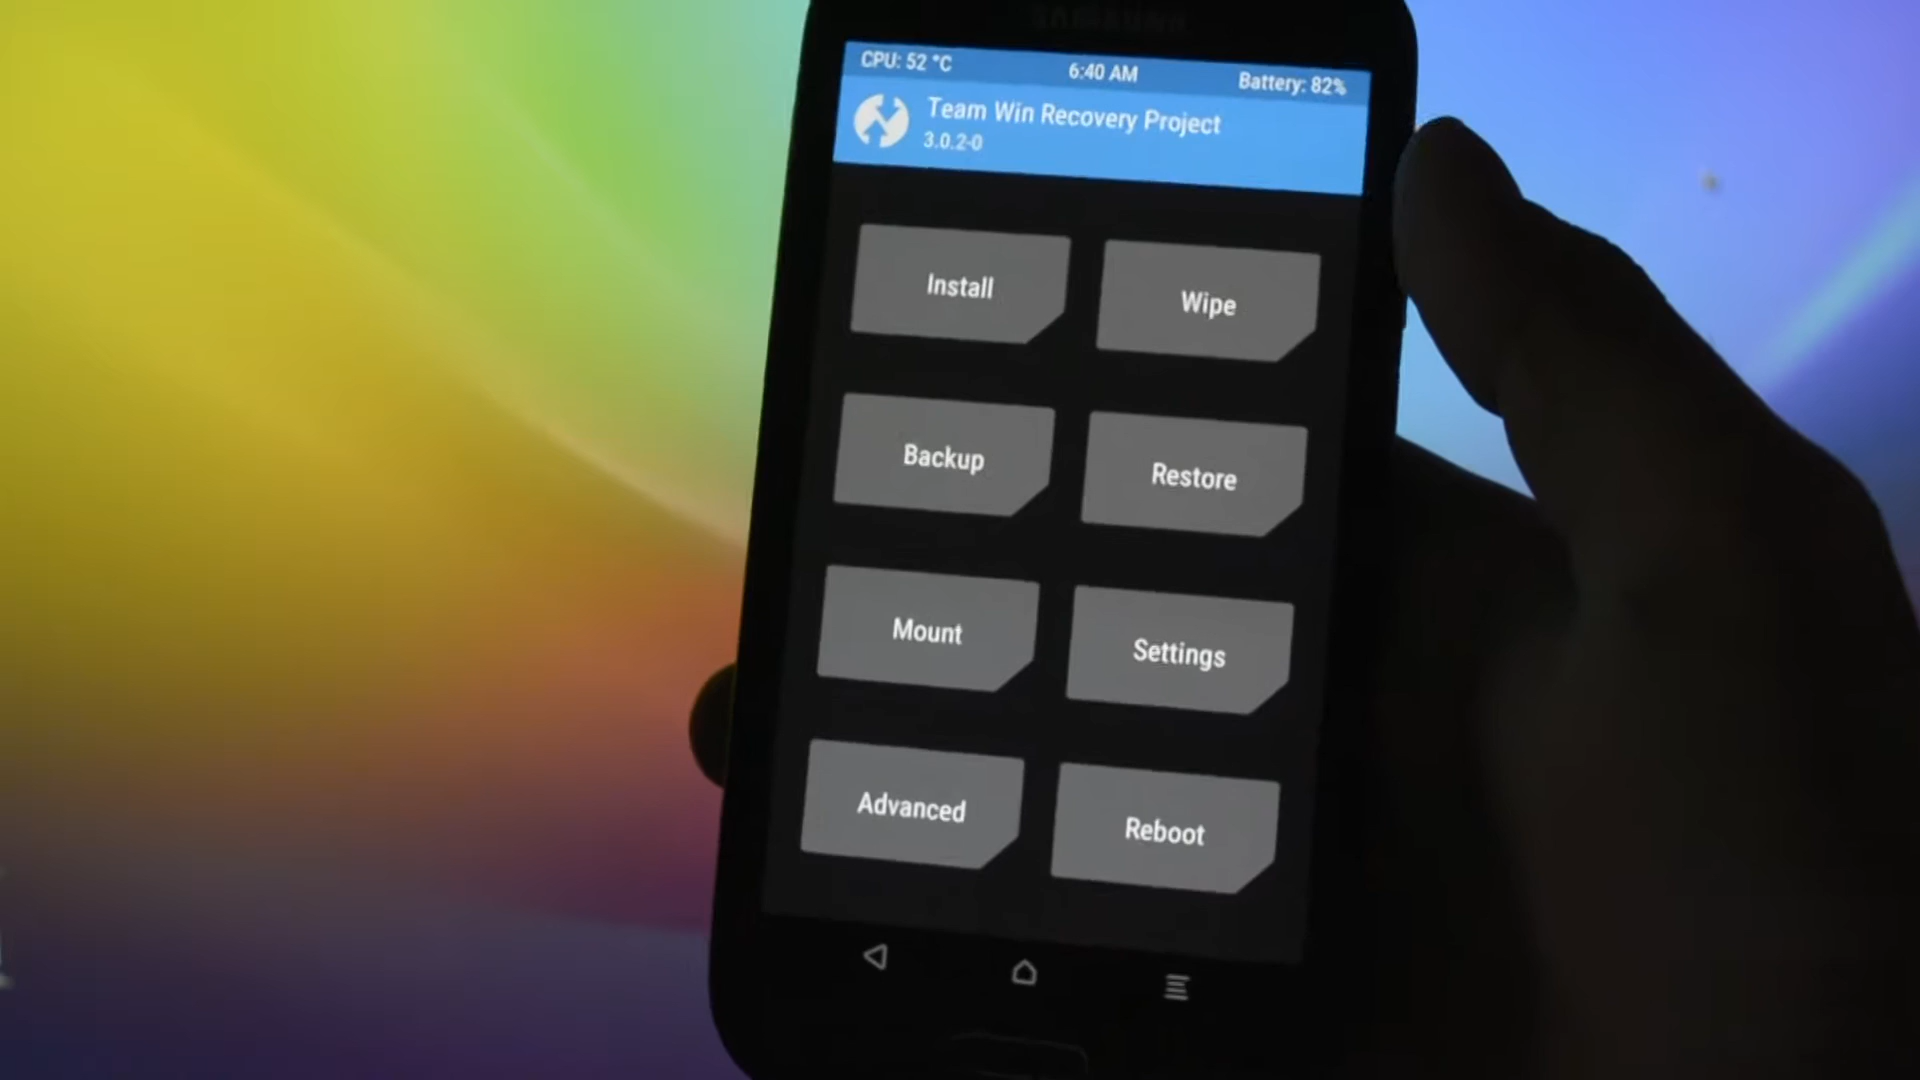 SAMSUNG
CPU: 52 °C
6:40 AM
Battery: 82%
Team Win Recovery Project
3.0.2-0
Install
Wipe
Backup
Restore
Mount
Settings
Advanced
Reboot